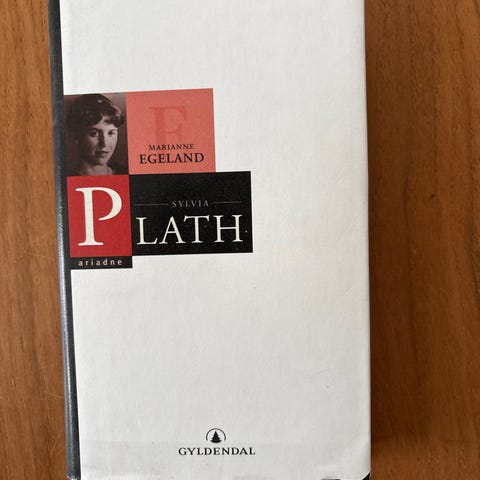 E
MARIANNE
EGELAND
SYLVIA
PLATH
ariadne
GYLDENDAL